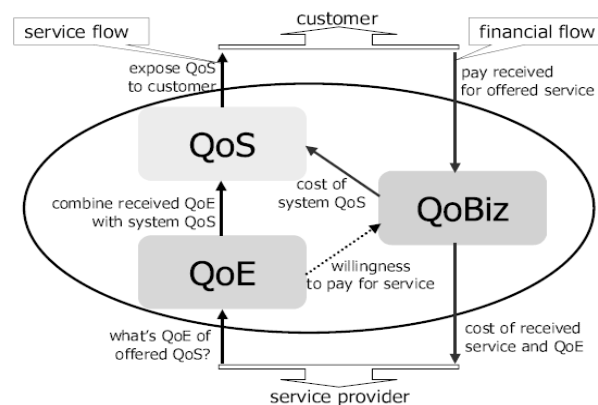 customer
service flow
financial flow
expose QoS
to customer
pay received
for offered service
QoS
cost of
system QoS
QoBiz
combine received QoE
with system QoS
QoE
willingness
to pay for service
what's QoE of
offered QoS?
cost of received
service and QoE
service provider